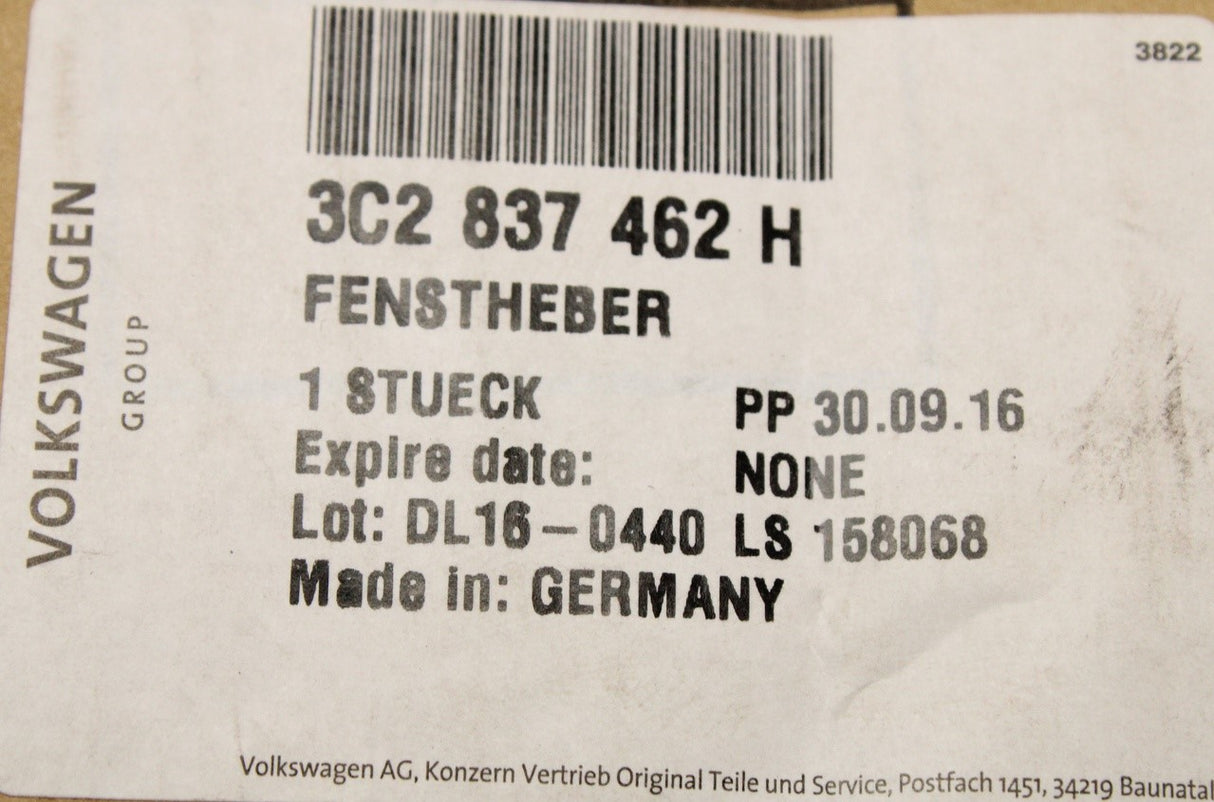 3822
3C2 837 462 H
FENSTHEBER
1 STUECK PP 30.09.16
Expire date: NONE
Lot: DL16-0440 LS 158068
Made in: GERMANY
VOLKSWAGEN
GROUP
Volkswagen AG, Konzern Vertrieb Original Teile und Service, Postfach 1451, 34219 Baunatal